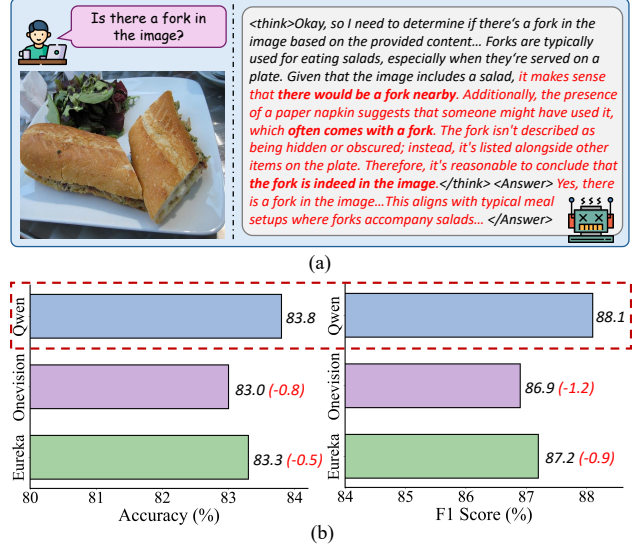 Is there a fork in
the image?
<think>Okay, so I need to determine if there's a fork in the
image based on the provided content... Forks are typically
used for eating salads, especially when they're served on a
plate. Given that the image includes a salad, it makes sense
that there would be a fork nearby. Additionally, the presence
of a paper napkin suggests that someone might have used it,
which often comes with a fork. The fork isn't described as
being hidden or obscured; instead, it's listed alongside other
items on the plate. Therefore, it's reasonable to conclude that
the fork is indeed in the image.</think> <Answer> Yes, there
is a fork in the image...This aligns with typical meal
setups where forks accompany salads... </Answer>
(a)
Qwen
83.8
Onevision
83.0 (-0.8)
Eureka
83.3 (-0.5)
80 81 82 83 84
Accuracy (%)
Qwen
88.1
Onevision
86.9 (-1.2)
Eureka
87.2 (-0.9)
84 85 86 87 88
F1 Score (%)
(b)